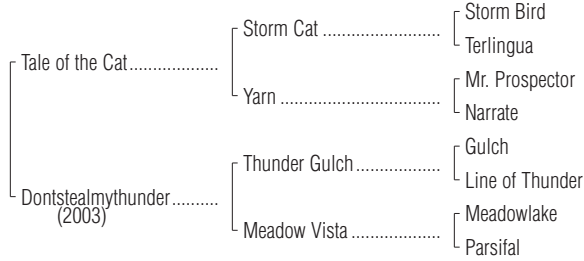 Storm Bird
Storm Cat ........................
Terlingua
Tale of the Cat..................
Mr. Prospector
Yarn .................................
Narrate
Gulch
Thunder Gulch.................
Line of Thunder
Dontstealmythunder..........
(2003)
Meadowlake
Meadow Vista ..................
Parsifal